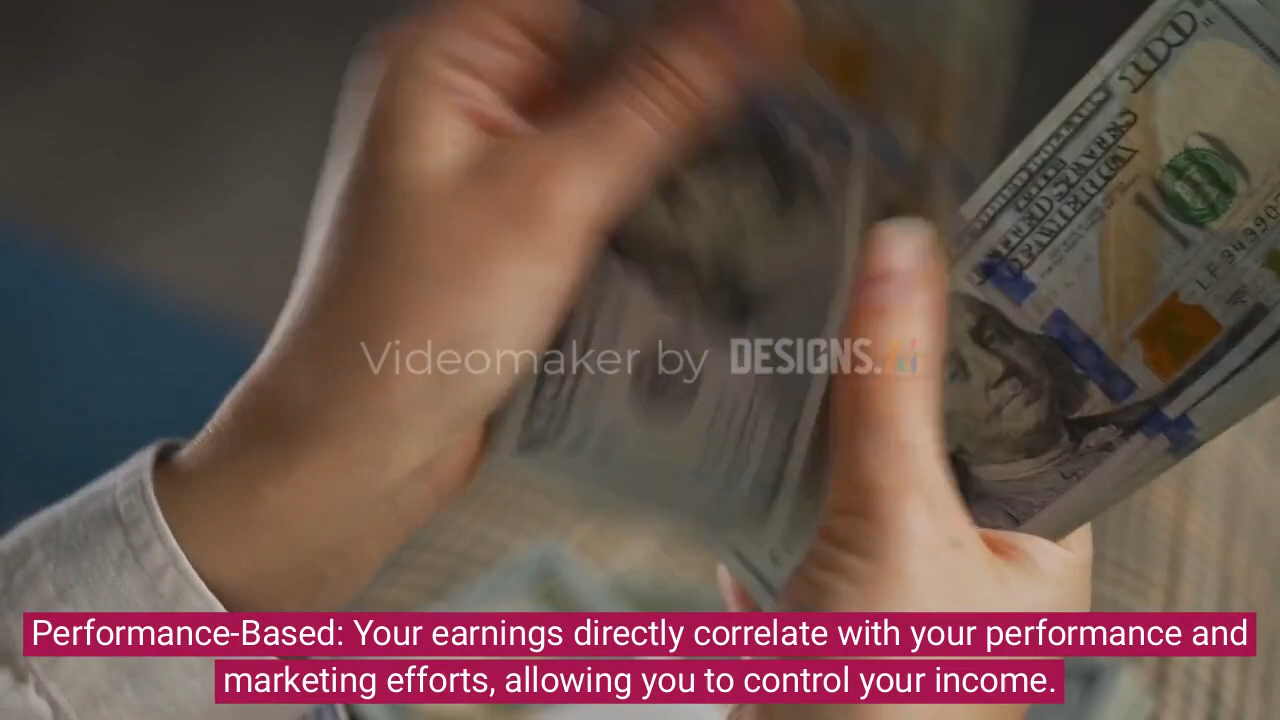 Videomaker by DESIGNS.Ai
Performance-Based: Your earnings directly correlate with your performance and
marketing efforts, allowing you to control your income.